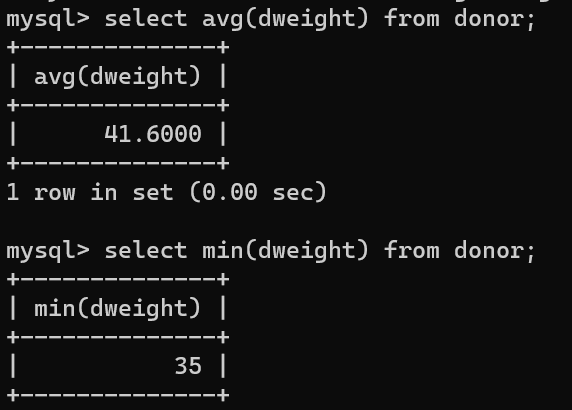 mysql> select avg(dweight) from donor;
+--------------+
| avg(dweight) |
+--------------+
|      41.6000 |
+--------------+
1 row in set (0.00 sec)

mysql> select min(dweight) from donor;
+--------------+
| min(dweight) |
+--------------+
|           35 |
+--------------+